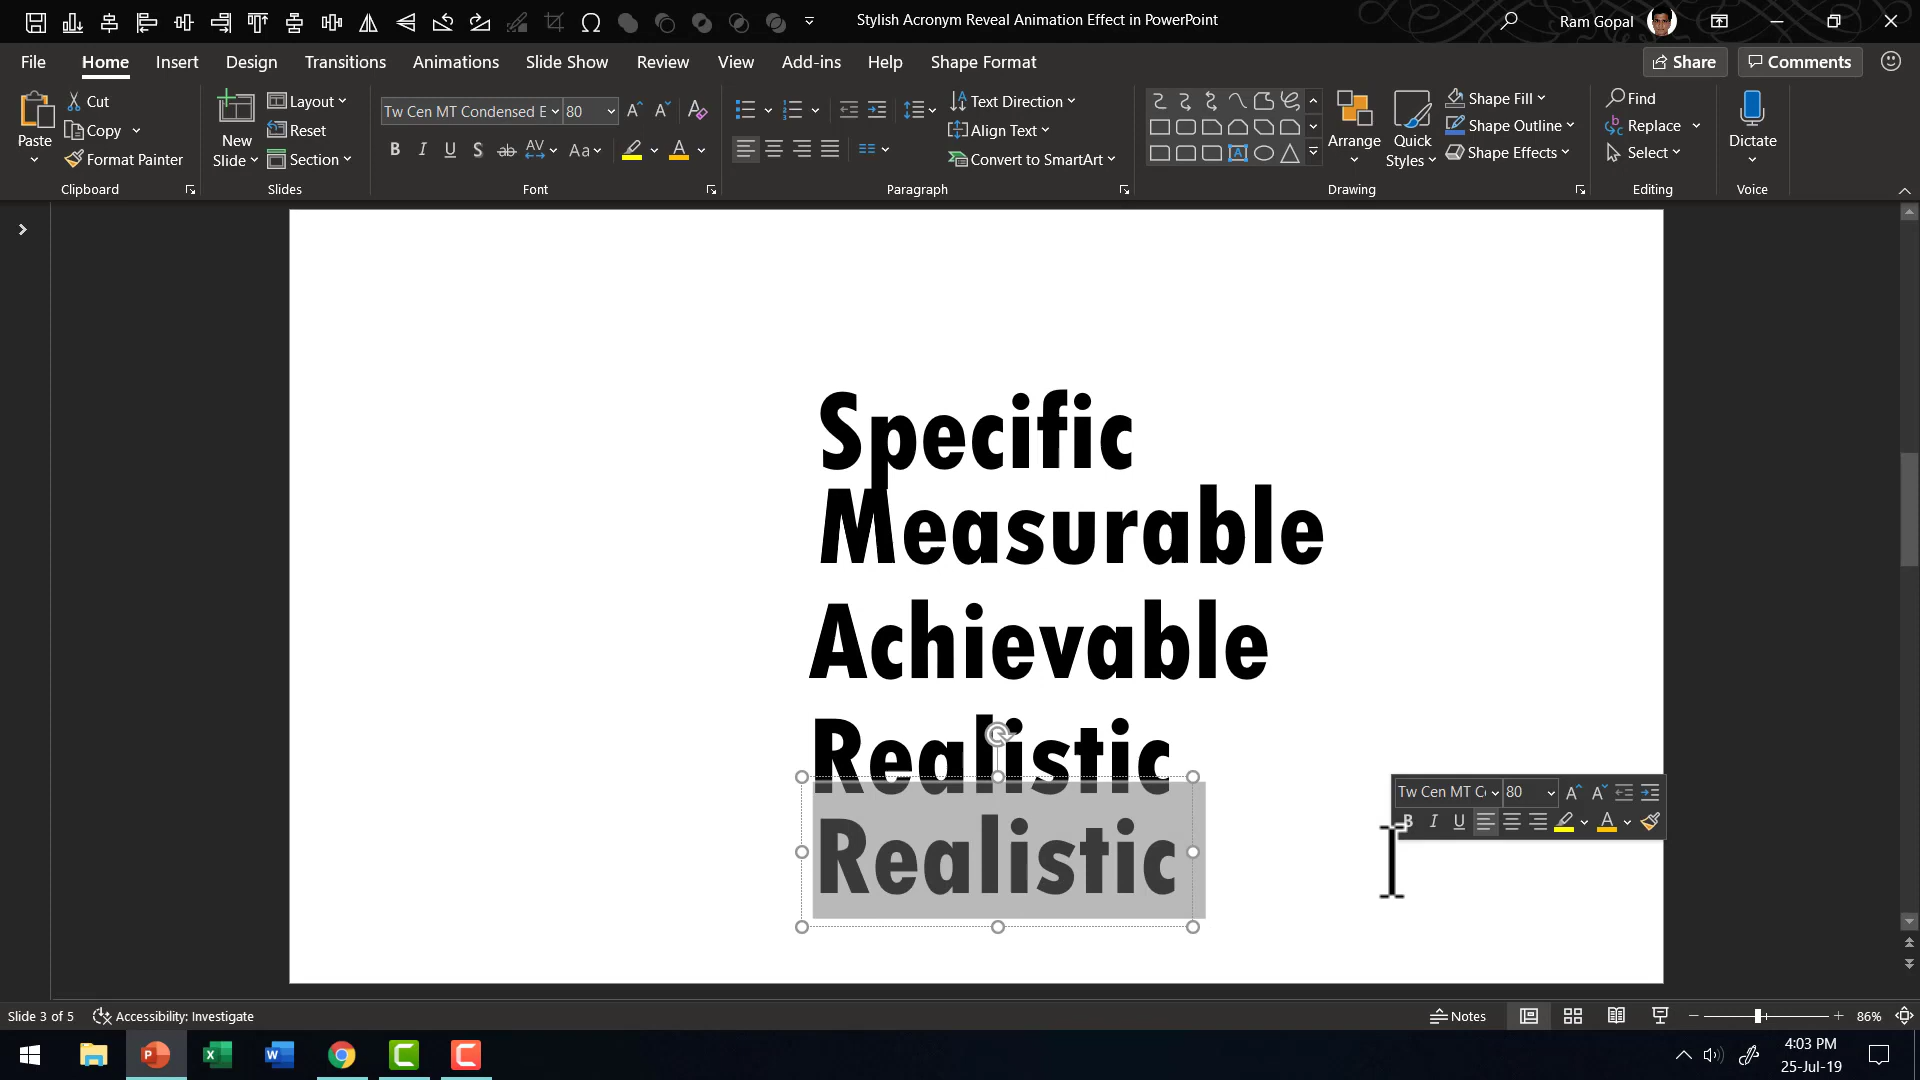 Stylish Acronym Reveal Animation Effect in PowerPoint
Ram Gopal
File Home Insert Design Transitions Animations Slide Show Review View Add-ins Help Shape Format
Share Comments
Paste
Cut
Copy
Format Painter
Clipboard
New Slide
Layout
Reset
Section
Slides
Tw Cen MT Condensed E 80
B I U S ab AV Aa A
Font
Text Direction
Align Text
Convert to SmartArt
Paragraph
Arrange
Quick Styles
Shape Fill
Shape Outline
Shape Effects
Drawing
Find
Replace
Select
Editing
Dictate
Voice
Specific
Measurable
Achievable
Realistic
Realistic
Tw Cen MT C 80
B I U A
Slide 3 of 5 Accessibility: Investigate
Notes
86%
4:03 PM
25-Jul-19